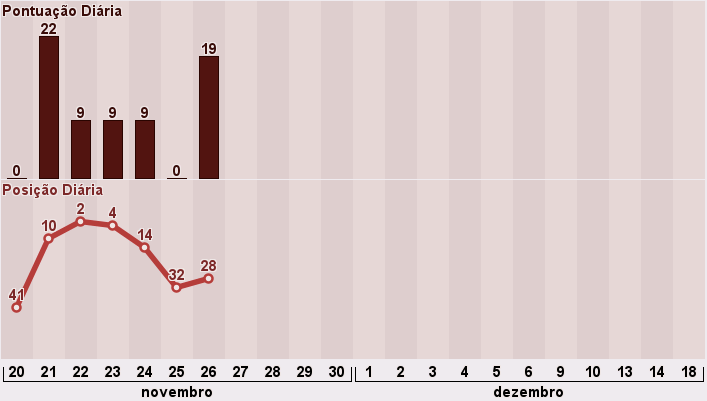 Pontuação Diária
0 22 9 9 9 0 19
Posição Diária
41 10 2 4 14 32 28
20 21 22 23 24 25 26 27 28 29 30 1 2 3 4 5 6 9 10 13 14 18
novembro dezembro